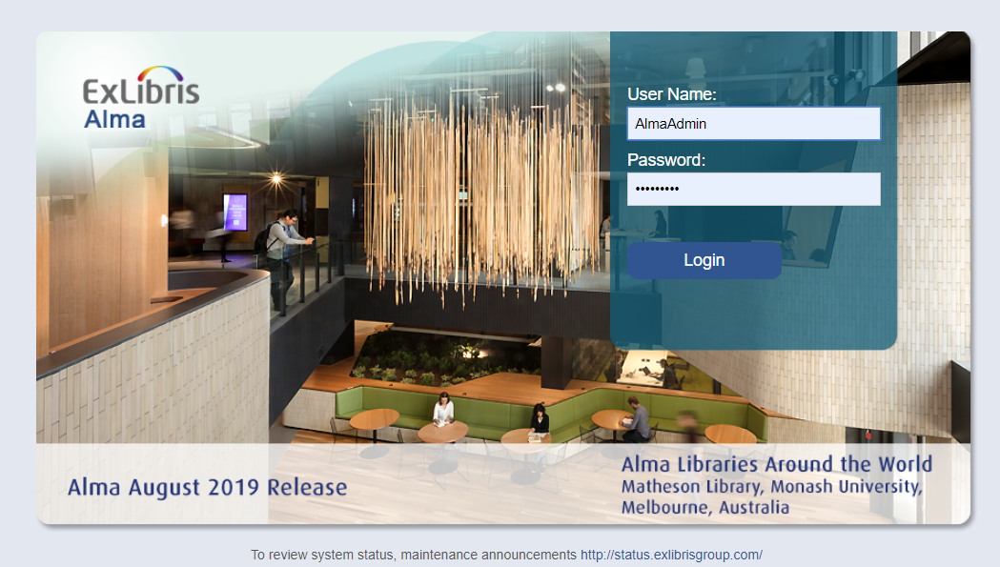 ExLibris
Alma
User Name:
AlmaAdmin
Password:
•••••••••
Login
Alma August 2019 Release
Alma Libraries Around the World
Matheson Library, Monash University,
Melbourne, Australia
To review system status, maintenance announcements http://status.exlibrisgroup.com/